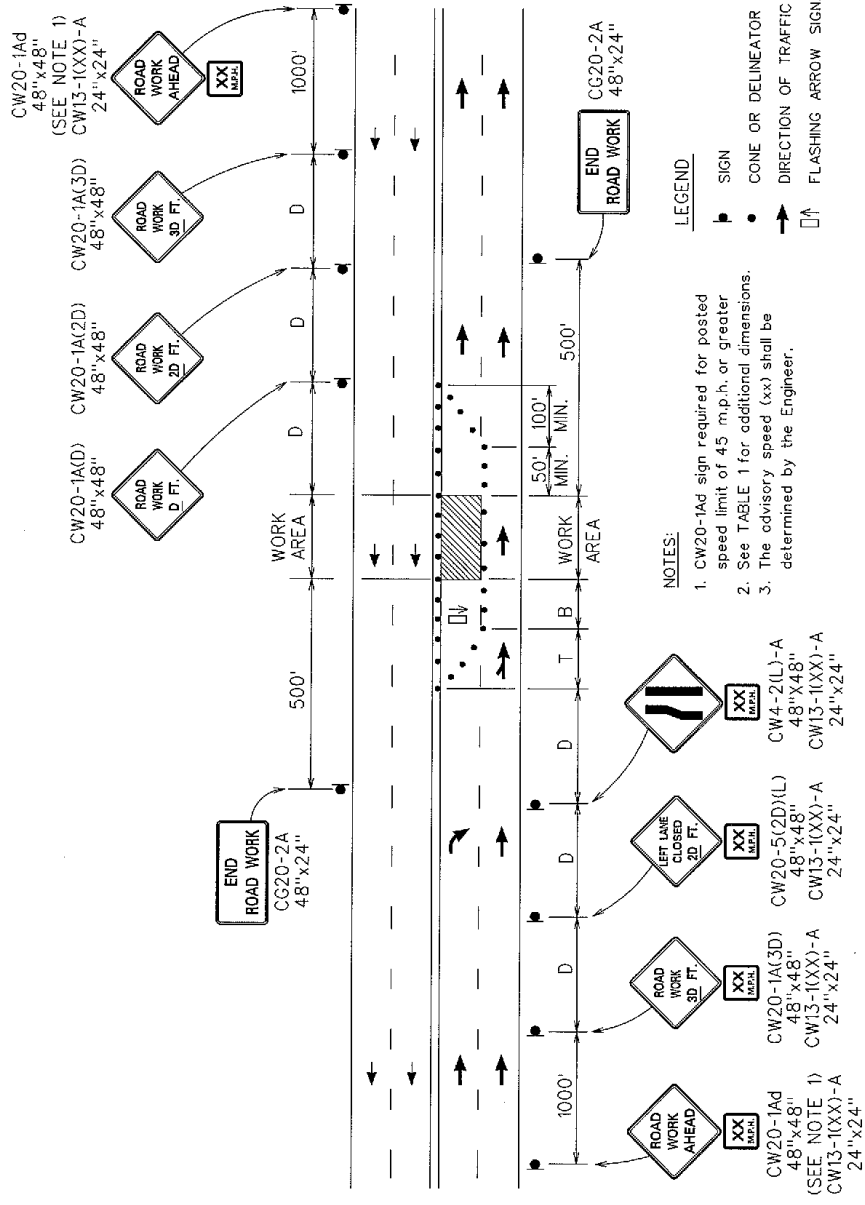 CW20-1Ad
48"x48"
(SEE NOTE 1)
CW13-1(XX)-A
24"x24"
ROAD
WORK
AHEAD
XX
M.P.H.
CW20-1A(3D)
48"x48"
ROAD
WORK
3D FT.
CW20-1A(2D)
48"x48"
ROAD
WORK
2D FT.
CW20-1A(D)
48"x48"
ROAD
WORK
D FT.
END
ROAD WORK
CG20-2A
48"x24"
500'
WORK
AREA
D
D
D
1000'
1000'
D
D
D
T
B
WORK
AREA
50'
MIN.
100'
MIN.
500'
END
ROAD WORK
CG20-2A
48"x24"
ROAD
WORK
AHEAD
XX
M.P.H.
CW20-1Ad
48"x48"
(SEE NOTE 1)
CW13-1(XX)-A
24"x24"
ROAD
WORK
3D FT.
XX
M.P.H.
CW20-1A(3D)
48"x48"
CW13-1(XX)-A
24"x24"
LEFT LANE
CLOSED
2D FT.
XX
M.P.H.
CW20-5(2D)(L)
48"x48"
CW13-1(XX)-A
24"x24"
XX
M.P.H.
CW4-2(L)-A
48"X48"
CW13-1(XX)-A
24"x24"
NOTES:
1. CW20-1Ad sign required for posted
speed limit of 45 m.p.h. or greater
2. See TABLE 1 for additional dimensions.
3. The advisory speed (xx) shall be
determined by the Engineer.
LEGEND
SIGN
CONE OR DELINEATOR
DIRECTION OF TRAFFIC
FLASHING ARROW SIGN